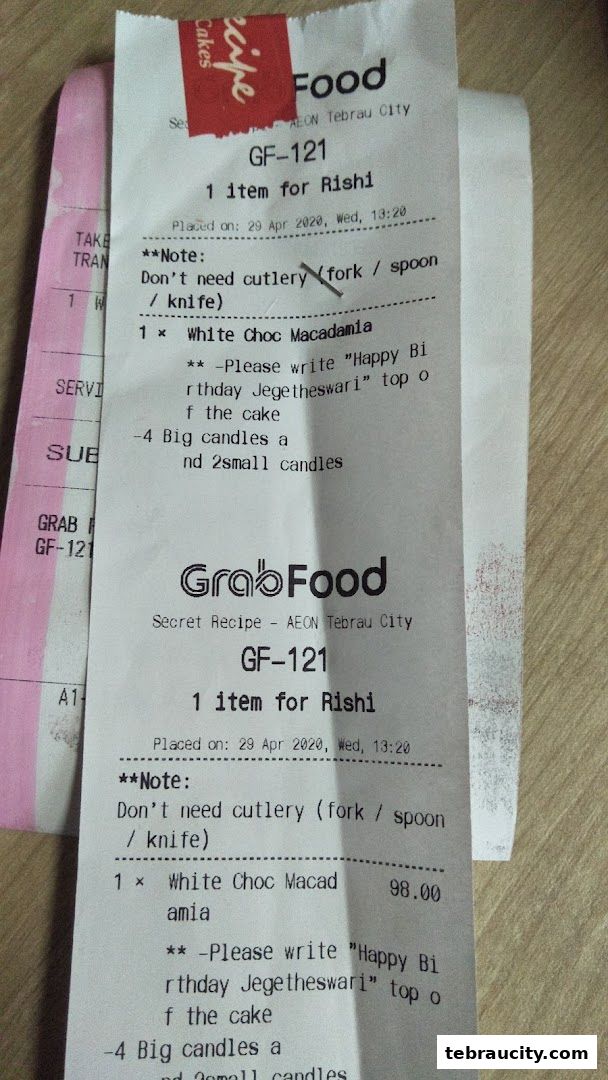 ecipe
Cakes
Food
AEON Tebrau City
GF-121
1 item for Rishi
Placed on: 29 Apr 2020, Wed, 13:20
**Note:
Don't need cutlery (fork / spoon
/ knife)
1 × White Choc Macadamia
** -Please write "Happy Bi
rthday Jegetheswari" top o
f the cake
-4 Big candles a
nd 2small candles
GrabFood
Secret Recipe - AEON Tebrau City
GF-121
1 item for Rishi
Placed on: 29 Apr 2020, Wed, 13:20
**Note:
Don't need cutlery (fork / spoon
/ knife)
1 × White Choc Macad 98.00
amia
** -Please write "Happy Bi
rthday Jegetheswari" top o
f the cake
-4 Big candles a
nd 2small candles
TAKE
TRAN
1 W
SERVI
SUB
GRAB F
GF-121
A1-
tebraucity.com